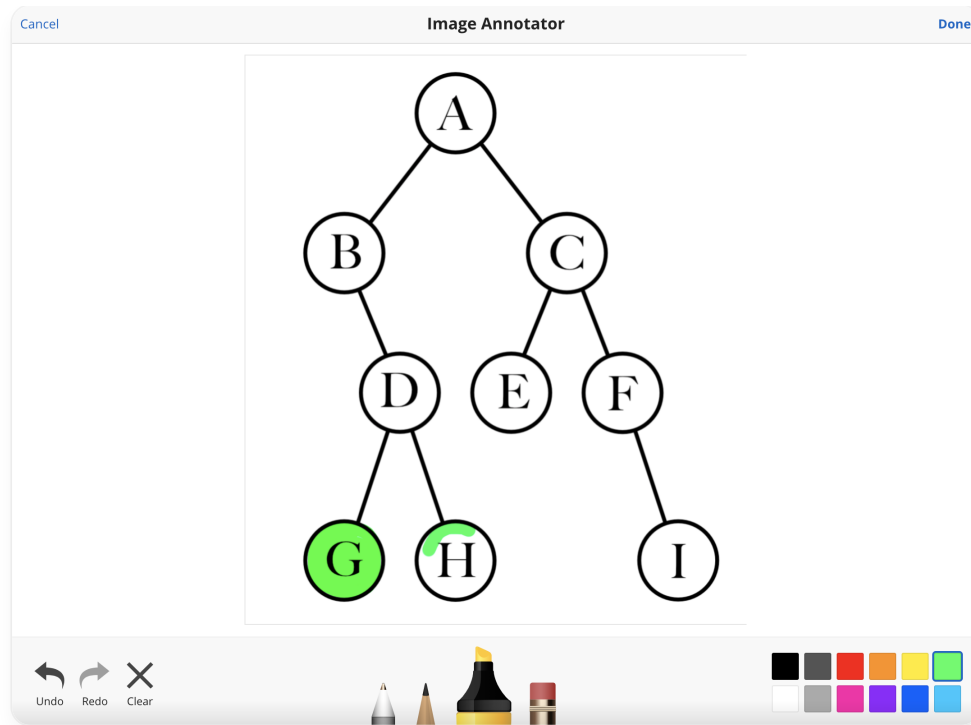 Cancel Image Annotator Done
A
B C
D E F
G H I
Undo Redo Clear